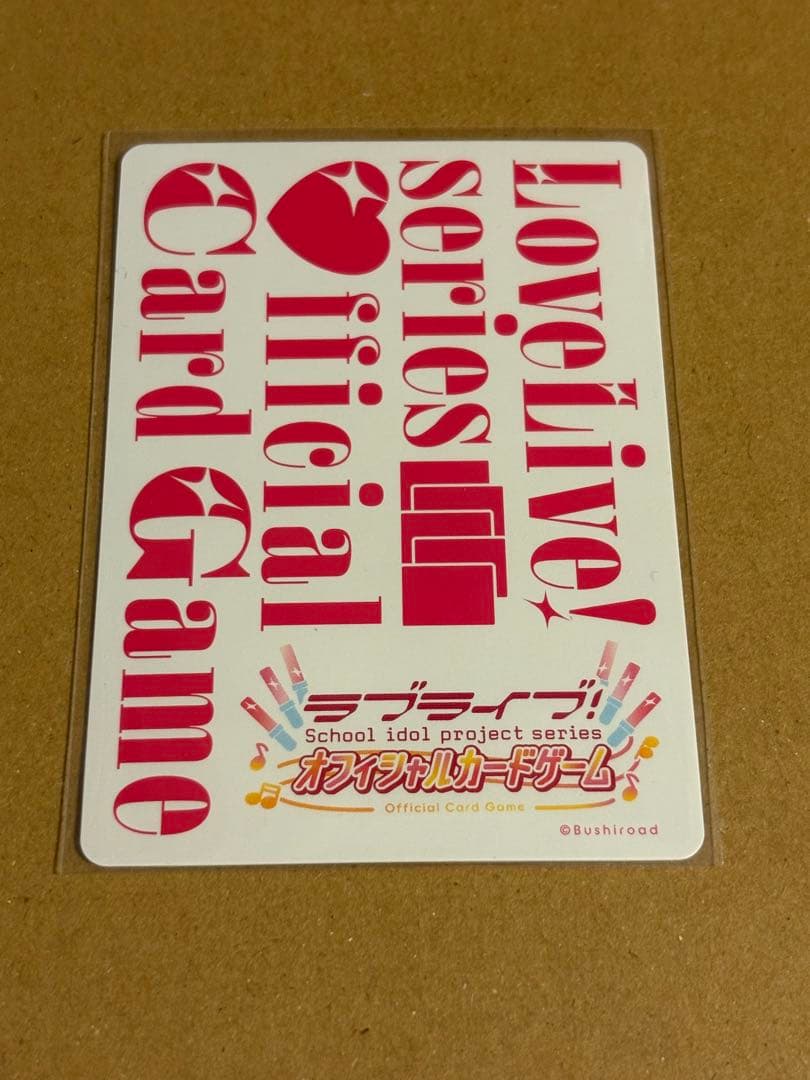 LoveLive!
series
Official
Card Game
ラブライブ!
School idol project series
オフィシャルカードゲーム
Official Card Game
©Bushiroad